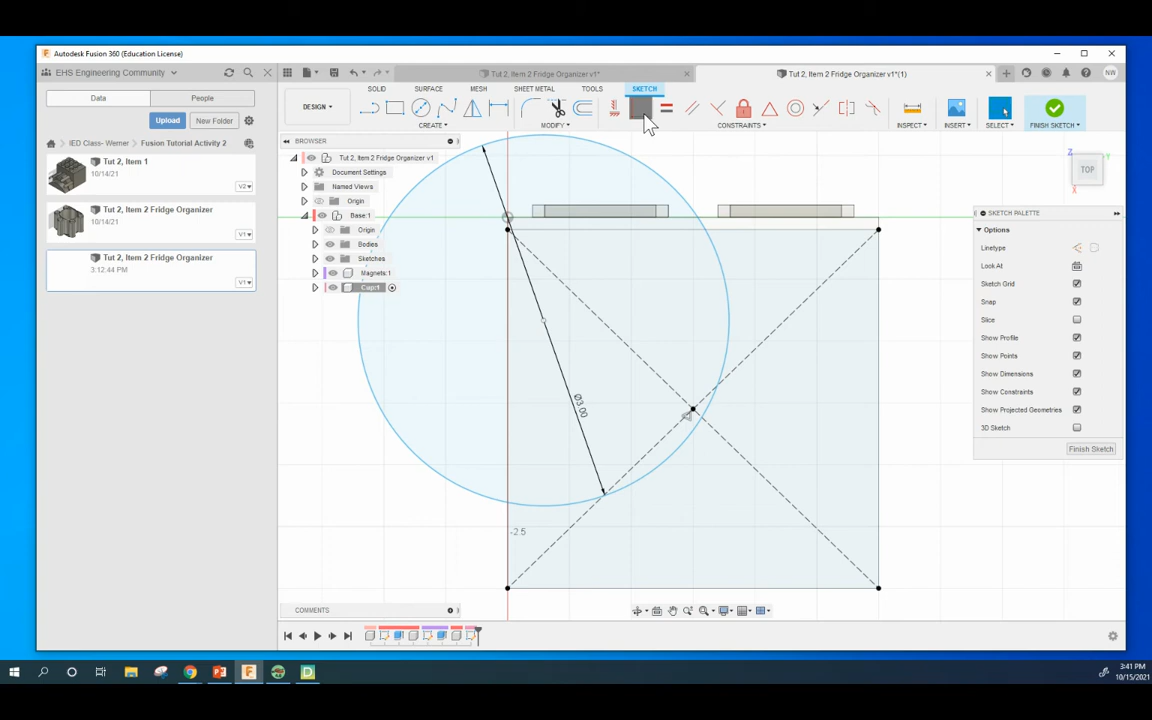 Autodesk Fusion 360 (Education License)
EHS Engineering Community
Tut 2, Item 2 Fridge Organizer v1*
Tut 2, Item 2 Fridge Organizer v1*(1)
NW
Data
People
Upload
New Folder
IED Class- Werner
Fusion Tutorial Activity 2
Tut 2, Item 1
10/14/21
V2
Tut 2, Item 2 Fridge Organizer
10/14/21
V1
Tut 2, Item 2 Fridge Organizer
3:12:44 PM
V1
DESIGN
SOLID
SURFACE
MESH
SHEET METAL
TOOLS
SKETCH
CREATE
MODIFY
CONSTRAINTS
INSPECT
INSERT
SELECT
FINISH SKETCH
BROWSER
Tut 2, Item 2 Fridge Organizer v1
Document Settings
Named Views
Origin
Base:1
Origin
Bodies
Sketches
Magnets:1
Cup:1
Ø3.00
-2.5
Z
Y
TOP
X
SKETCH PALETTE
Options
Linetype
Look At
Sketch Grid
Snap
Slice
Show Profile
Show Points
Show Dimensions
Show Constraints
Show Projected Geometries
3D Sketch
Finish Sketch
COMMENTS
3:41 PM
10/15/2021